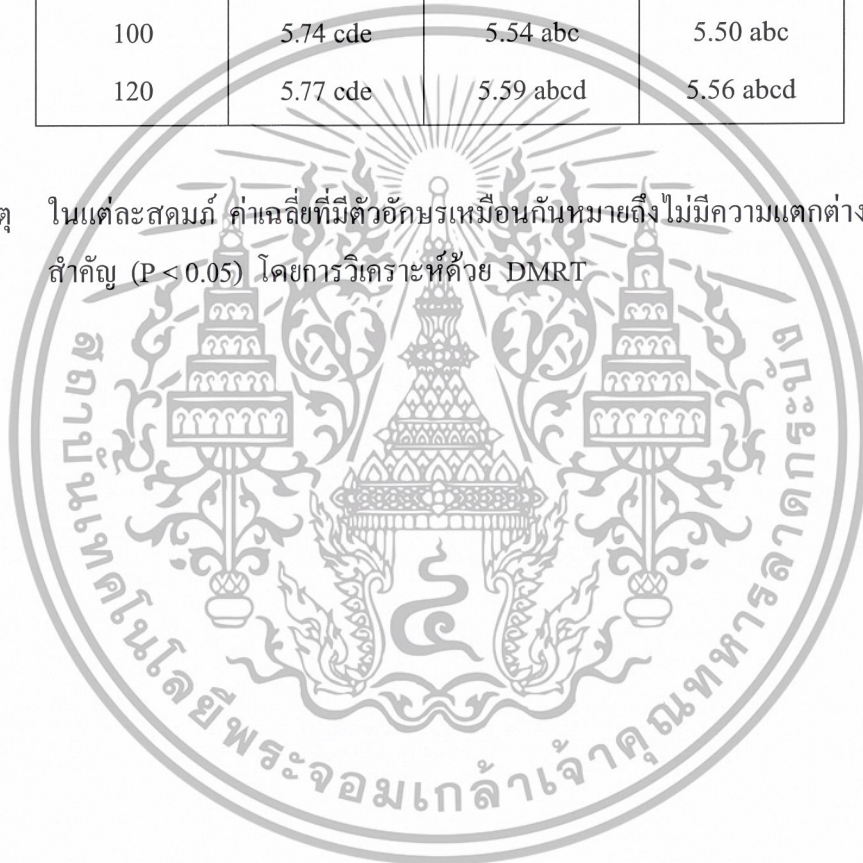 100 5.74 cde 5.54 abc 5.50 abc
120 5.77 cde 5.59 abcd 5.56 abcd
ตุ ในแต่ละสดมภ์ ค่าเฉลี่ยที่มีตัวอักษรเหมือนกันหมายถึงไม่มีความแตกต่าง
สำคัญ (P < 0.05) โดยการวิเคราะห์ด้วย DMRT
สถาบันเทคโนโลยีพระจอมเกล้าเจ้าคุณทหารลาดกระบัง